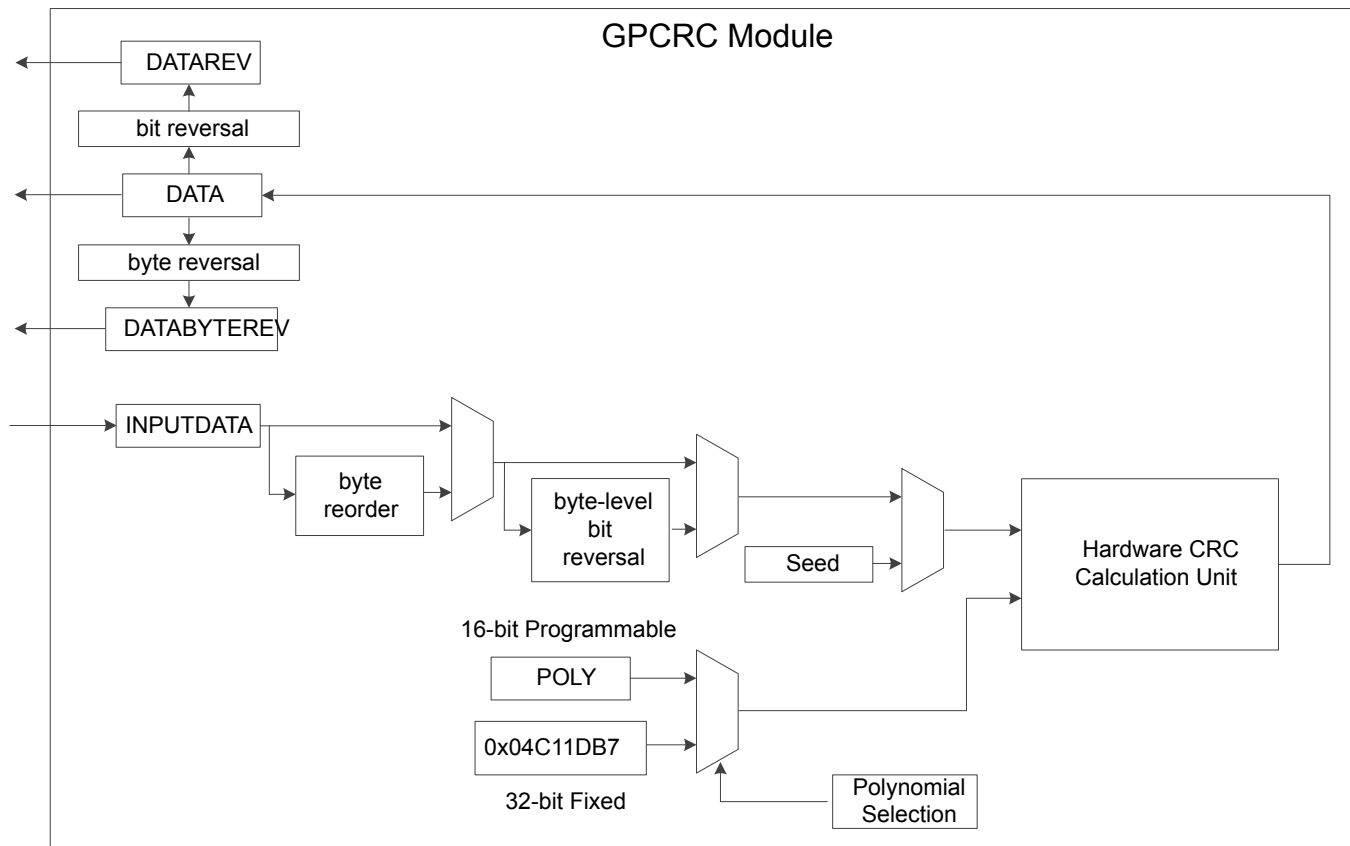 GPCRC Module
DATAREV
bit reversal
DATA
byte reversal
DATABYTEREV
INPUTDATA
byte
reorder
byte-level
bit
reversal
Seed
Hardware CRC
Calculation Unit
16-bit Programmable
POLY
0x04C11DB7
32-bit Fixed
Polynomial
Selection